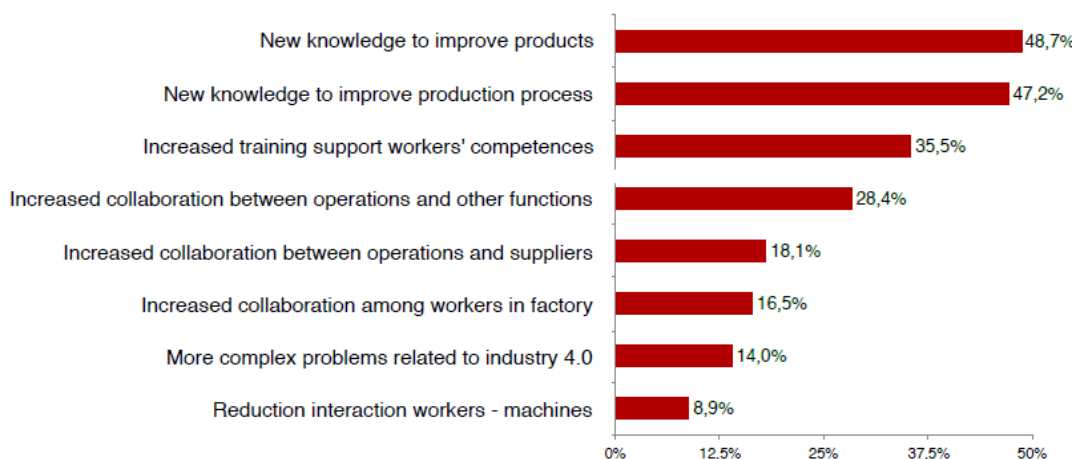 New knowledge to improve products 48,7%
New knowledge to improve production process 47,2%
Increased training support workers' competences 35,5%
Increased collaboration between operations and other functions 28,4%
Increased collaboration between operations and suppliers 18,1%
Increased collaboration among workers in factory 16,5%
More complex problems related to industry 4.0 14,0%
Reduction interaction workers - machines 8,9%
0% 12.5% 25% 37.5% 50%